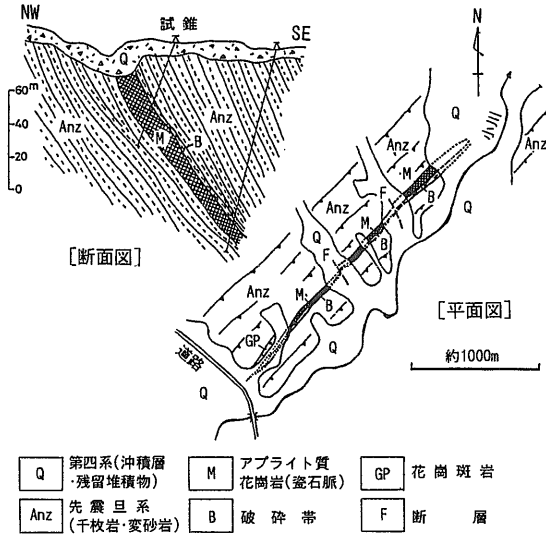 NW
試錐
SE
Q
60m
40
20
0
Anz
M
B
Anz
[断面図]
N
Q
Anz
M
Anz
F
B
Q
Anz
M
Q
B
F
Anz
M
B
Q
GP
道路
Q
[平面図]
約1000m
Q 第四系(沖積層・残留堆積物)
M アプライト質花崗岩(瓷石脈)
GP 花崗斑岩
Anz 先震旦系(千枚岩・変砂岩)
B 破砕帯
F 断層